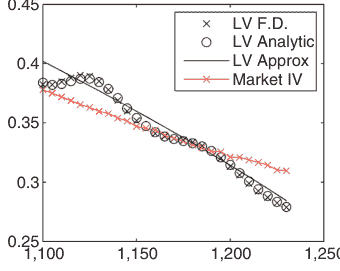 0.45
LV F.D.
LV Analytic
LV Approx
Market IV
0.4
0.35
0.3
0.25
1,100 1,150 1,200 1,250